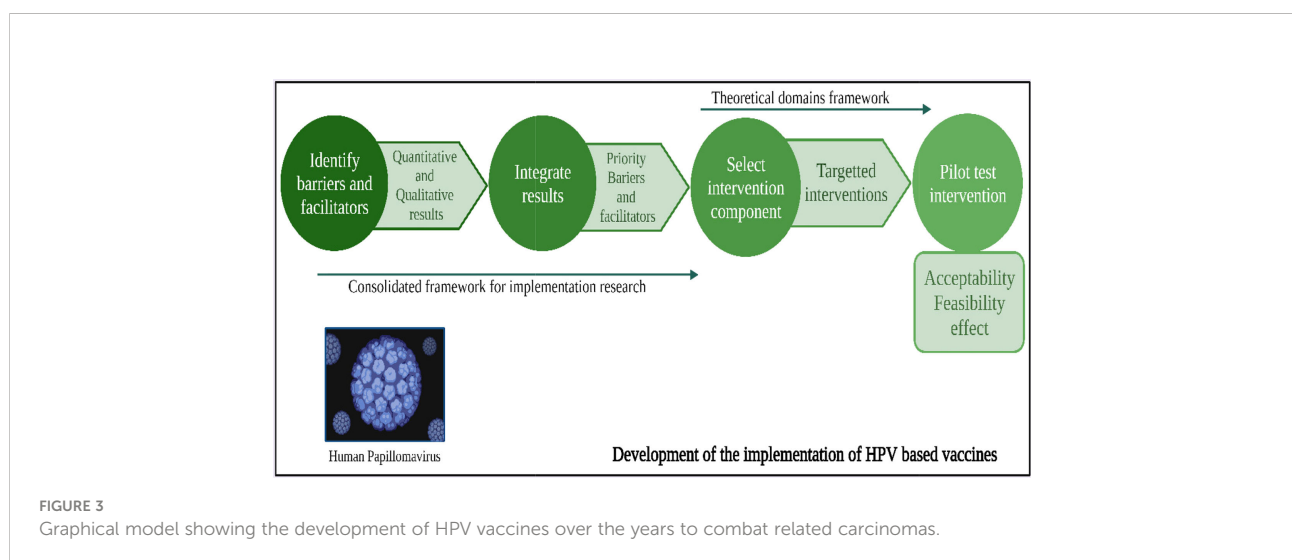 Theoretical domains framework
Identify
barriers and
facilitators
Quantitative
and
Qualitative
results
Integrate
results
Priority
Bariers
and
facilitators
Select
intervention
component
Targetted
interventions
Pilot test
intervention
Acceptability
Feasibility
effect
Consolidated framework for implementation research
Human Papillomavirus
Development of the implementation of HPV based vaccines
FIGURE 3
Graphical model showing the development of HPV vaccines over the years to combat related carcinomas.